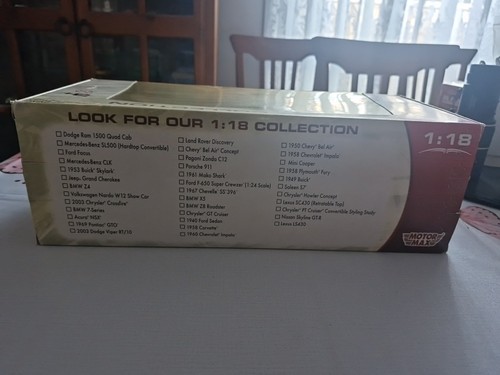 LOOK FOR OUR 1:18 COLLECTION
Dodge Ram 1500 Quad Cab
Mercedes-Benz SL500 (Hardtop Convertible)
Ford Focus
Mercedes-Benz CLK
1953 Buick® Skylark®
Jeep® Grand Cherokee
BMW Z4
Volkswagen Nardo W12 Show Car
2002 Chrysler® Crossfire®
BMW 7 Series
Acura® NSX®
1969 Pontiac® GTO®
2003 Dodge Viper RT/10
Land Rover Discovery
Chevy® Bel Air® Concept
Pagani Zonda C12
Porsche 911
1961 Mako Shark
Ford F-650 Super Crewzer (1:24 Scale)
1967 Chevelle® SS 396
BMW X5
BMW Z8 Roadster
Chrysler® GT Cruiser
1940 Ford Sedan
1958 Corvette®
1960 Chevrolet® Impala®
1950 Chevy® Bel Air®
1958 Chevrolet® Impala®
Mini Cooper
1958 Plymouth® Fury
1949 Buick®
Saleen S7®
Chrysler® Howler Concept
Lexus SC430 (Retractable Top)
Chrysler® PT Cruiser® Convertible Styling Study
Nissan Skyline GT-R
Lexus LS430
1:18
MOTOR
MAX